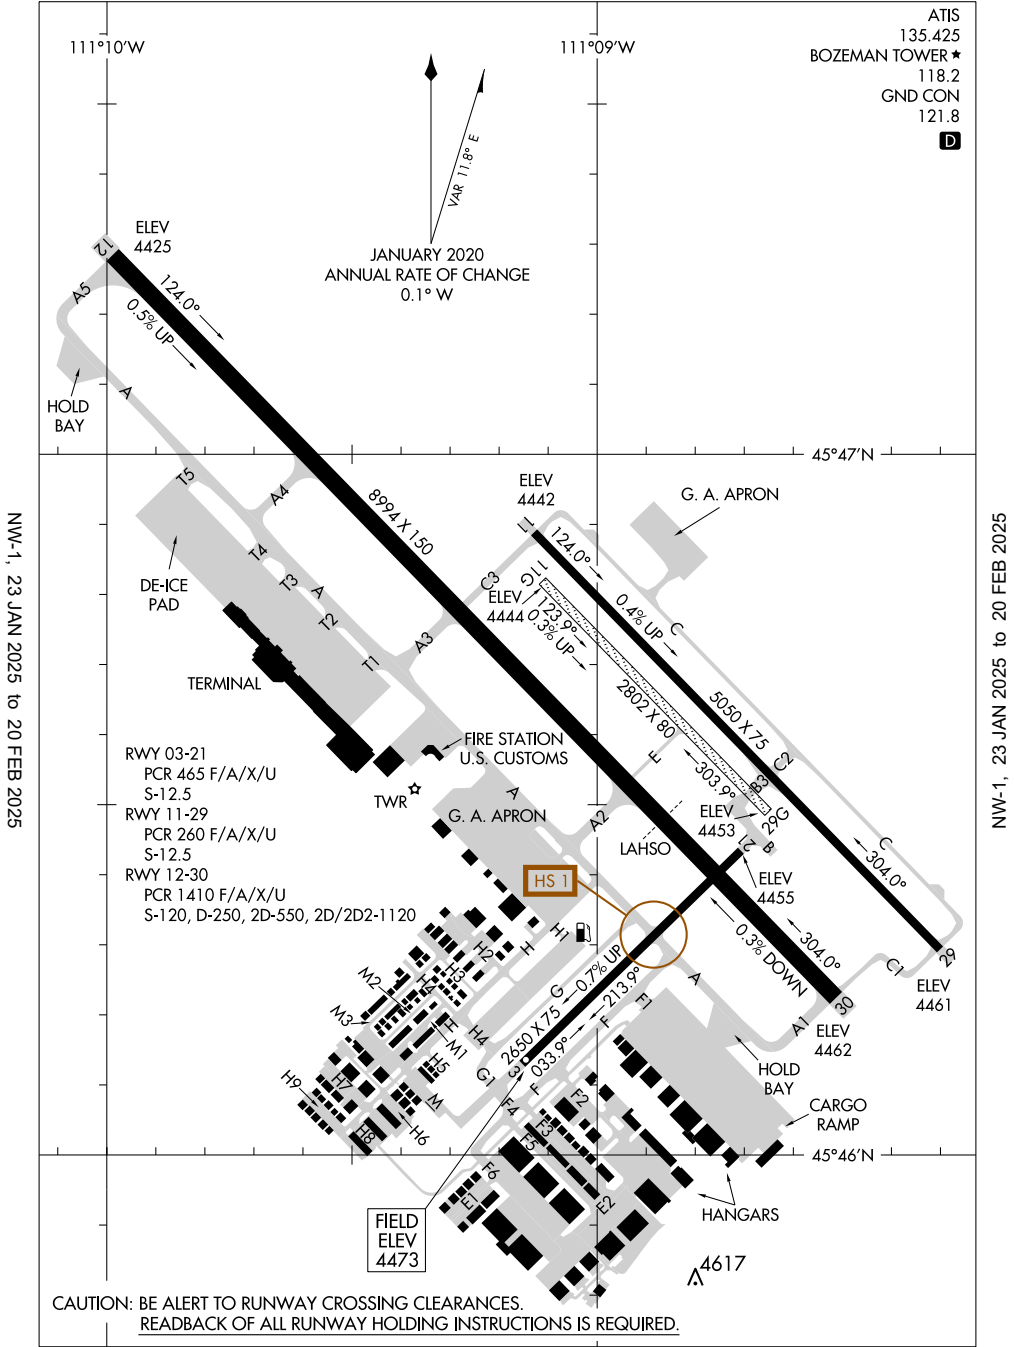 ATIS
135.425
BOZEMAN TOWER ★
118.2
GND CON
121.8
D
111°10'W
111°09'W
VAR 11.8° E
JANUARY 2020
ANNUAL RATE OF CHANGE
0.1° W
ELEV
4425
12
A5
124.0°
0.5% UP
HOLD
BAY
A
45°47'N
T5
A4
8994 X 150
ELEV
4442
G. A. APRON
11
124.0°
11G
ELEV
4444
123.9°
0.3% UP
0.4% UP
C
C3
T4
T3
A
T2
T1
A3
DE-ICE
PAD
TERMINAL
2802 X 80
5050 X 75
E
303.9°
B3
C2
FIRE STATION
U.S. CUSTOMS
TWR
A
G. A. APRON
A2
ELEV
4453
29G
21
B
LAHSO
C
304.0°
RWY 03-21
PCR 465 F/A/X/U
S-12.5
RWY 11-29
PCR 260 F/A/X/U
S-12.5
RWY 12-30
PCR 1410 F/A/X/U
S-120, D-250, 2D-550, 2D/2D2-1120
HS 1
ELEV
4455
0.3% DOWN
304.0°
29
ELEV
4461
C1
30
ELEV
4462
A1
A
HOLD
BAY
CARGO
RAMP
H1
H
H2
H3
H4
M2
M3
H
M1
H4
H5
M
H6
H7
H8
H9
G
G1
0.7% UP
213.9°
2650 X 75
033.9°
3
F
F1
F
F2
F3
F4
F5
F6
E1
E2
45°46'N
HANGARS
FIELD
ELEV
4473
4617
CAUTION: BE ALERT TO RUNWAY CROSSING CLEARANCES.
READBACK OF ALL RUNWAY HOLDING INSTRUCTIONS IS REQUIRED.
NW-1, 23 JAN 2025 to 20 FEB 2025
NW-1, 23 JAN 2025 to 20 FEB 2025